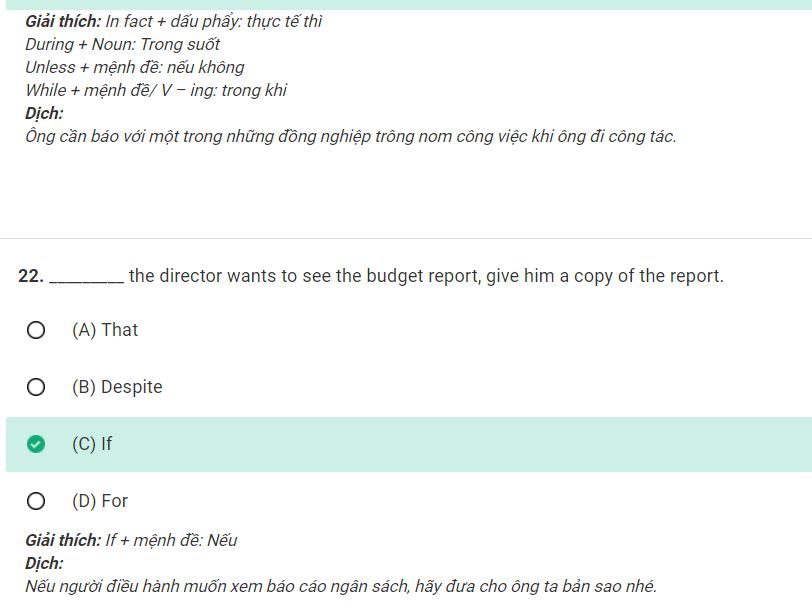 Giải thích: In fact + dấu phẩy: thực tế thì
During + Noun: Trong suốt
Unless + mệnh đề: nếu không
While + mệnh đề/ V – ing: trong khi
Dịch:
Ông cần báo với một trong những đồng nghiệp trông nom công việc khi ông đi công tác.
22. _________ the director wants to see the budget report, give him a copy of the report.
(A) That
(B) Despite
(C) If
(D) For
Giải thích: If + mệnh đề: Nếu
Dịch:
Nếu người điều hành muốn xem báo cáo ngân sách, hãy đưa cho ông ta bản sao nhé.